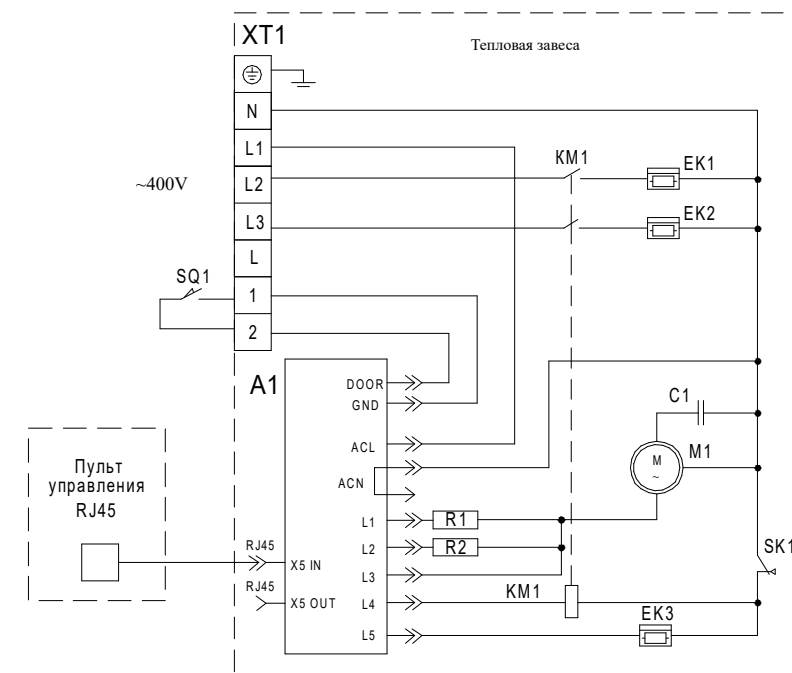 XT1
Тепловая завеса
N
L1
KM1
EK1
~400V
L2
EK2
L3
L
SQ1
1
2
A1
DOOR
GND
C1
ACL
M
~
M1
ACN
Пульт
управления
RJ45
L1
R1
RJ45
X5 IN
L2
R2
SK1
L3
RJ45
X5 OUT
L4
KM1
EK3
L5